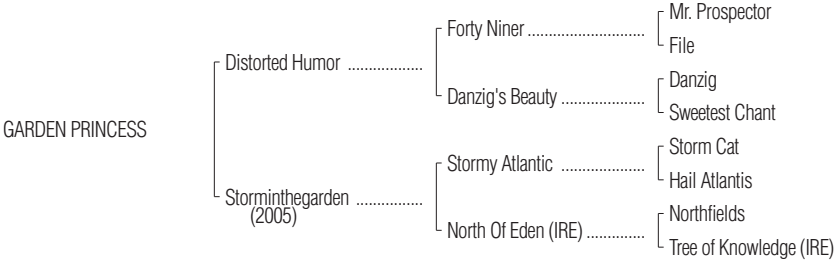 Mr. Prospector
Forty Niner ............................
File
Distorted Humor ..................
Danzig
Danzig's Beauty ....................
Sweetest Chant
GARDEN PRINCESS
Storm Cat
Stormy Atlantic ....................
Hail Atlantis
Storminthegarden ................
(2005)
Northfields
North Of Eden (IRE) ..............
Tree of Knowledge (IRE)